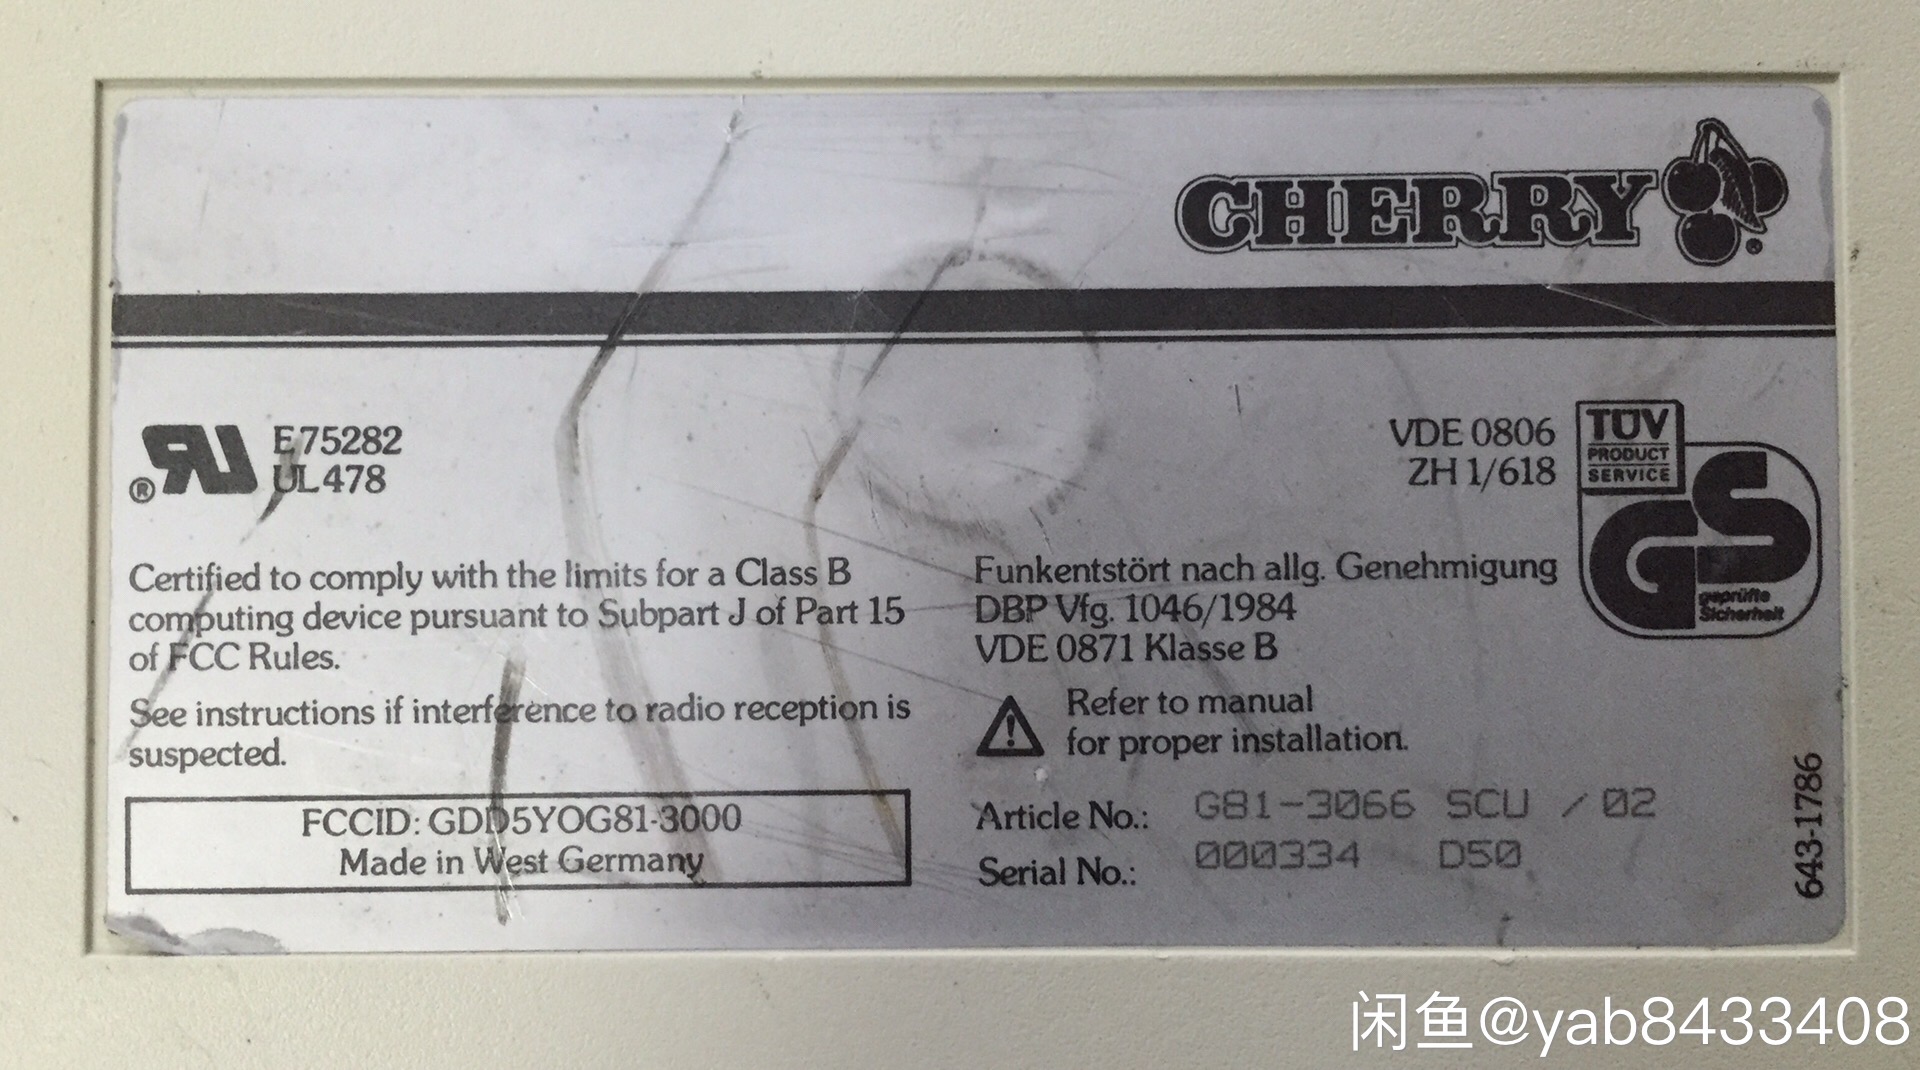 CHERRY
®
E75282
UL478
®
VDE 0806
ZH 1/618
TÜV
PRODUCT
SERVICE
GS
geprüfte
Sicherheit
Certified to comply with the limits for a Class B
computing device pursuant to Subpart J of Part 15
of FCC Rules.
See instructions if interference to radio reception is
suspected.
FCCID: GDD5YOG81-3000
Made in West Germany
Funkentstört nach allg. Genehmigung
DBP Vfg. 1046/1984
VDE 0871 Klasse B
Refer to manual
for proper installation.
Article No.: G81-3066 SCU / 02
Serial No.: 000334 D50
643-1786
闲鱼@yab8433408